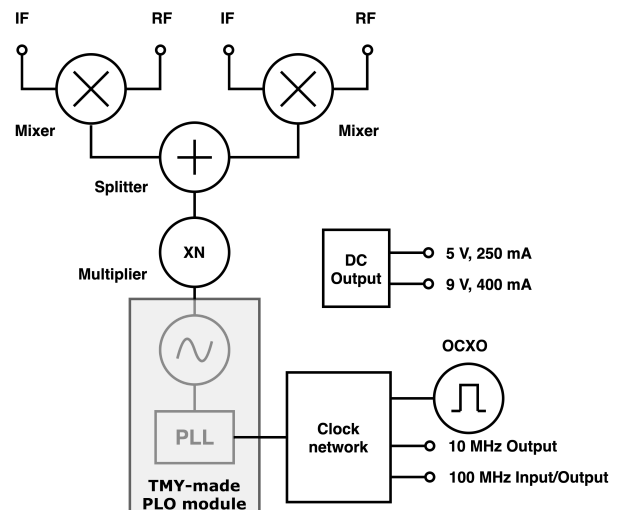 IF
RF
IF
RF
Mixer
Mixer
Splitter
XN
Multiplier
DC
Output
5 V, 250 mA
9 V, 400 mA
OCXO
PLL
Clock
network
10 MHz Output
100 MHz Input/Output
TMY-made
PLO module